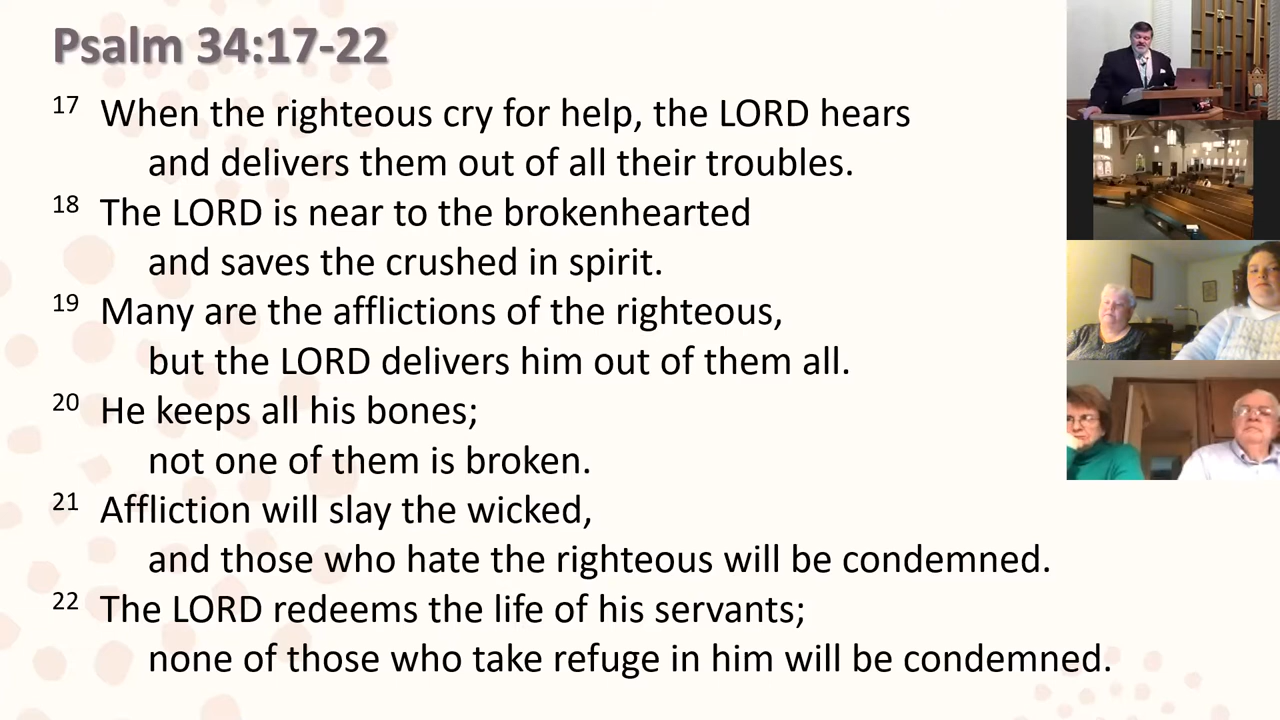 Psalm 34:17-22
17 When the righteous cry for help, the LORD hears
and delivers them out of all their troubles.
18 The LORD is near to the brokenhearted
and saves the crushed in spirit.
19 Many are the afflictions of the righteous,
but the LORD delivers him out of them all.
20 He keeps all his bones;
not one of them is broken.
21 Affliction will slay the wicked,
and those who hate the righteous will be condemned.
22 The LORD redeems the life of his servants;
none of those who take refuge in him will be condemned.